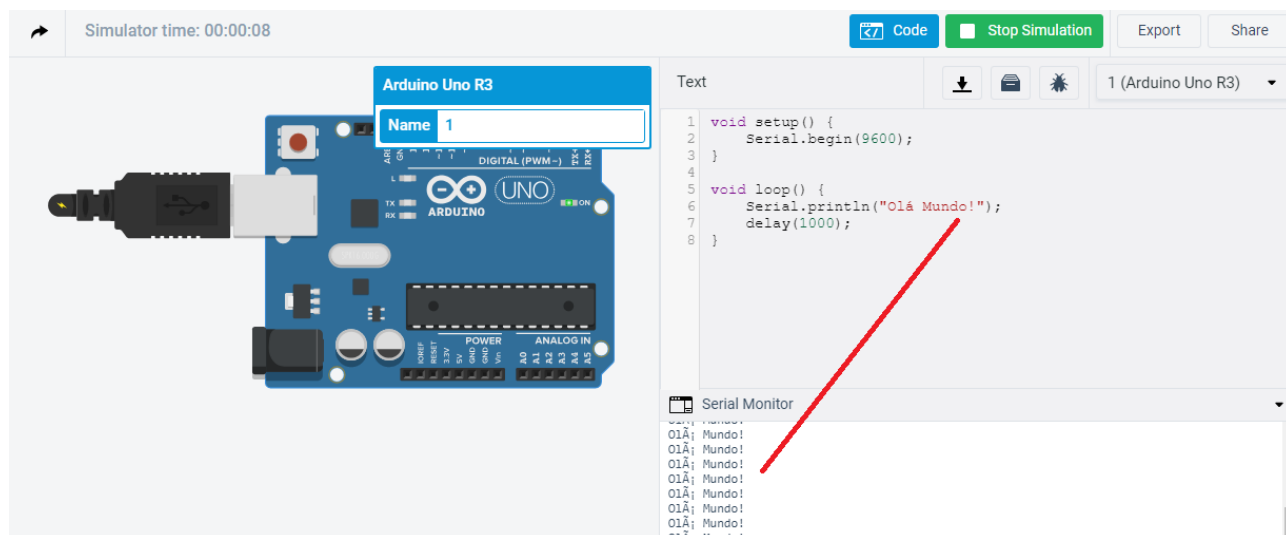 Simulator time: 00:00:08
Code
Stop Simulation
Export
Share
Arduino Uno R3
Name 1
DIGITAL (PWM~)
TX→
RX←
L
TX
RX
UNO
ON
ARDUINO
POWER
ANALOG IN
IOREF
RESET
3.3V
5V
GND
GND
Vin
A0
A1
A2
A3
A4
A5
Text
1 (Arduino Uno R3)
1 void setup() {
2 Serial.begin(9600);
3 }
4
5 void loop() {
6 Serial.println("Olá Mundo!");
7 delay(1000);
8 }
Serial Monitor
OlÃ¡ Mundo!
OlÃ¡ Mundo!
OlÃ¡ Mundo!
OlÃ¡ Mundo!
OlÃ¡ Mundo!
OlÃ¡ Mundo!
OlÃ¡ Mundo!